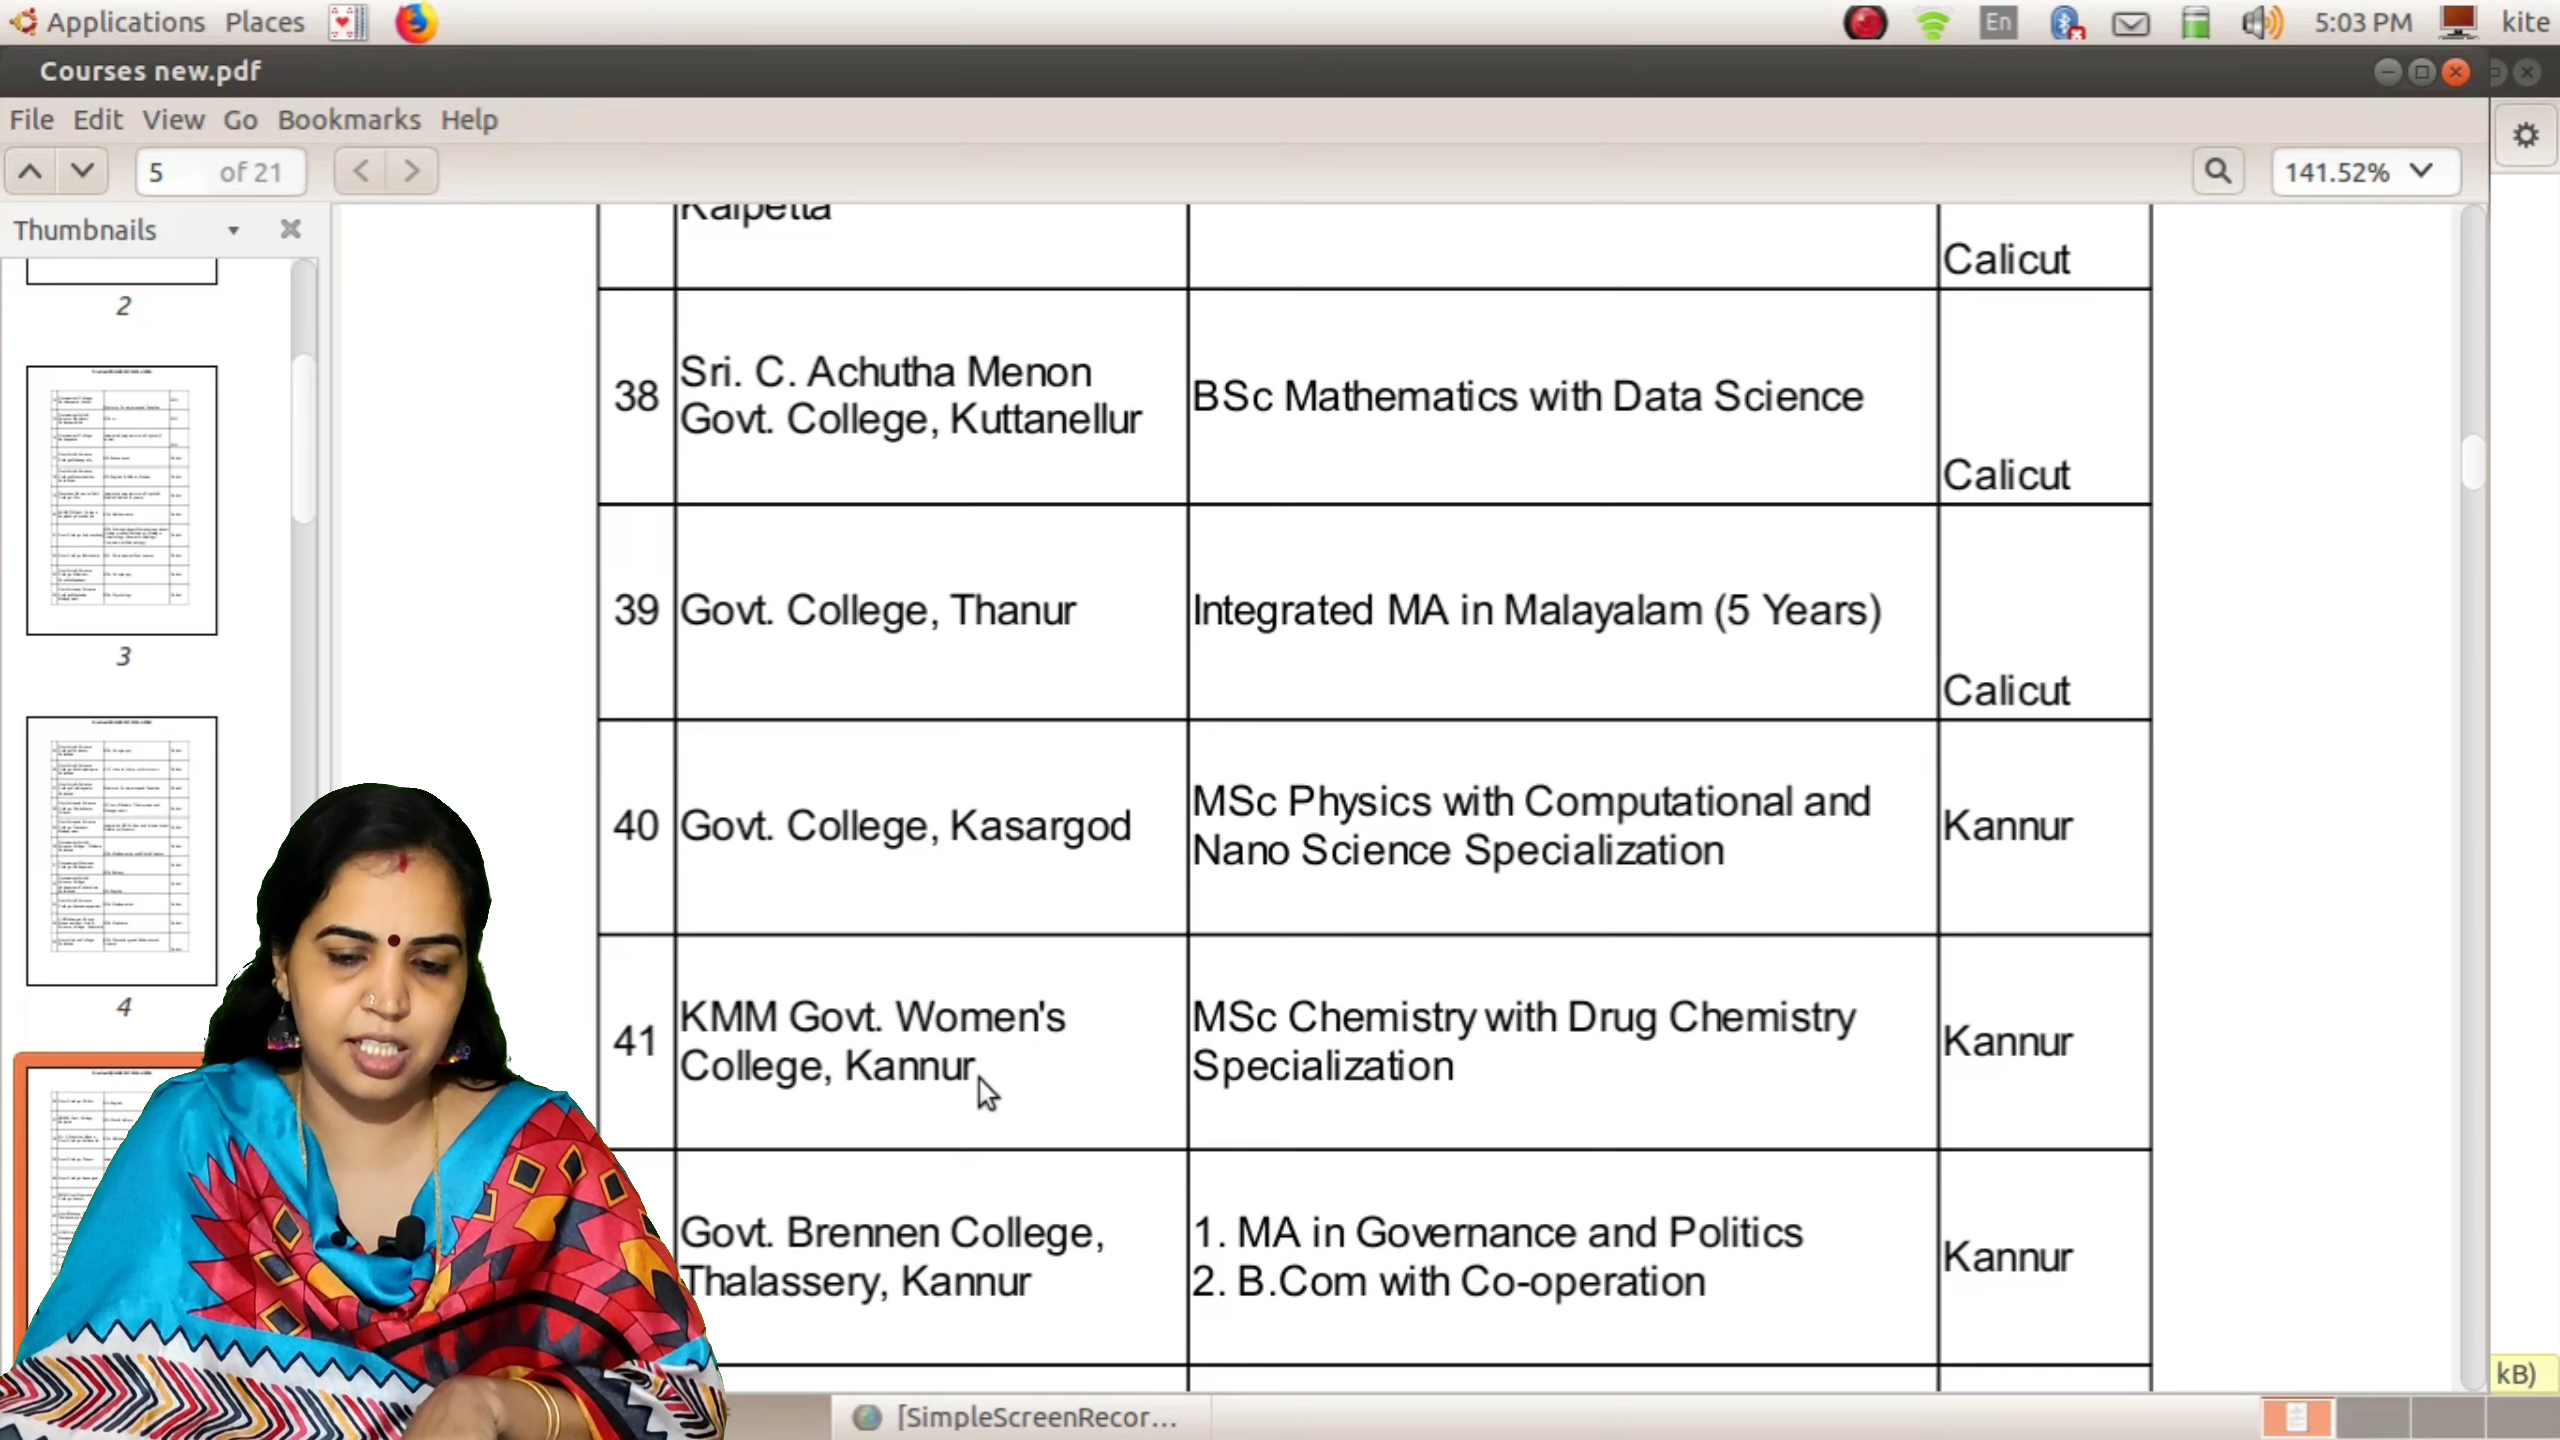 Applications Places En 5:03 PM kite
Courses new.pdf
File Edit View Go Bookmarks Help
5 of 21 141.52%
Thumbnails
2
3
4
Kalpetta
Calicut
38 Sri. C. Achutha Menon
Govt. College, Kuttanellur
BSc Mathematics with Data Science
Calicut
39 Govt. College, Thanur Integrated MA in Malayalam (5 Years)
Calicut
40 Govt. College, Kasargod
MSc Physics with Computational and
Nano Science Specialization
Kannur
41
KMM Govt. Women's
College, Kannur
MSc Chemistry with Drug Chemistry
Specialization
Kannur
Govt. Brennen College,
Thalassery, Kannur
1. MA in Governance and Politics
2. B.Com with Co-operation
Kannur
kB)
[SimpleScreenRecor...